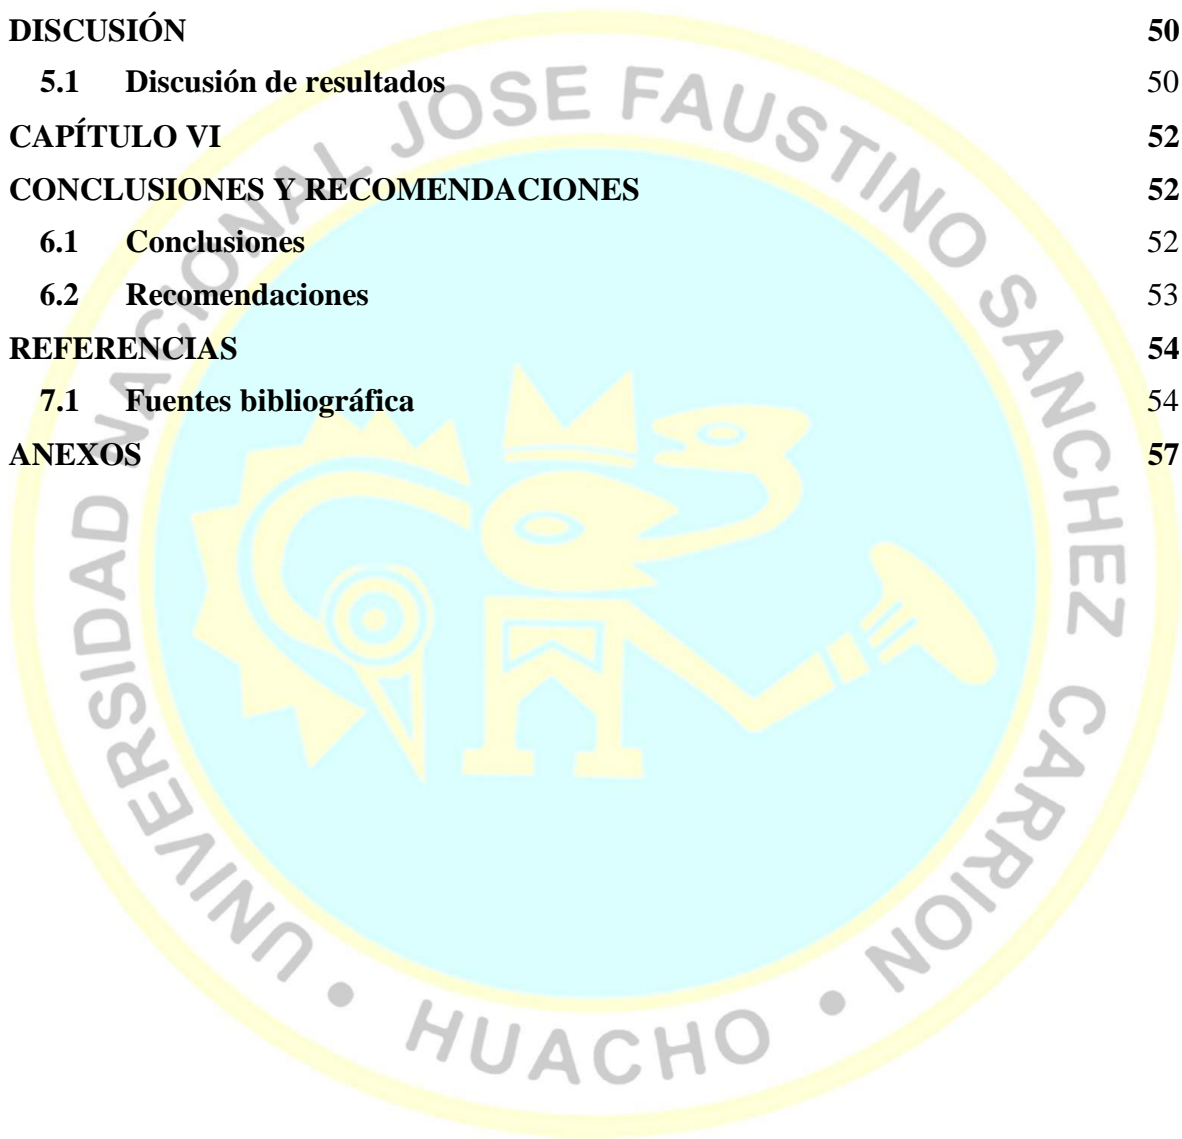 DISCUSIÓN 50
5.1 Discusión de resultados 50
CAPÍTULO VI 52
CONCLUSIONES Y RECOMENDACIONES 52
6.1 Conclusiones 52
6.2 Recomendaciones 53
REFERENCIAS 54
7.1 Fuentes bibliográfica 54
ANEXOS 57
UNIVERSIDAD NACIONAL JOSE FAUSTINO SANCHEZ CARRION • HUACHO •